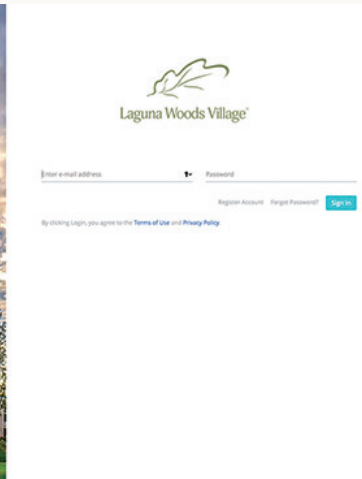 Laguna Woods Village®
Enter e-mail address
Password
Register Account Forgot Password? Sign In
By clicking Login, you agree to the Terms of Use and Privacy Policy